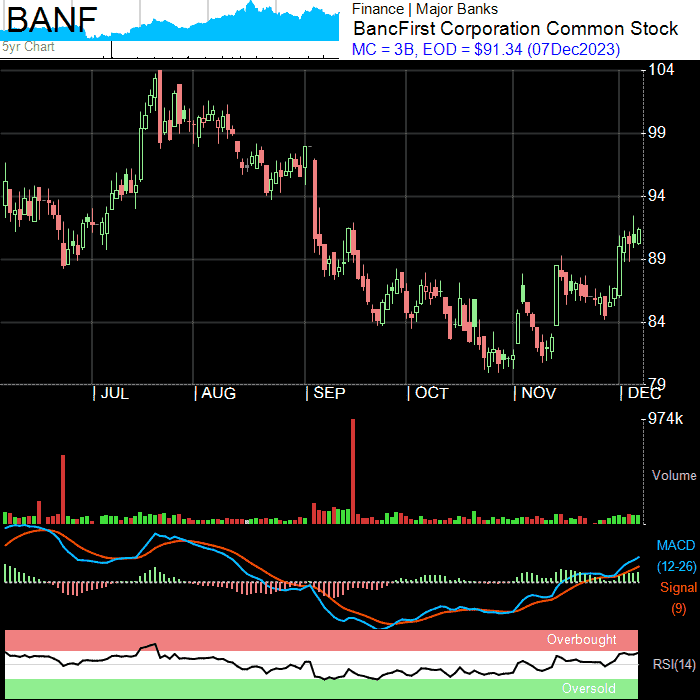 BANF
5yr Chart
Finance | Major Banks
BancFirst Corporation Common Stock
MC = 3B, EOD = $91.34 (07Dec2023)
104
99
94
89
84
79
JUL
AUG
SEP
OCT
NOV
DEC
974k
Volume
MACD
(12-26)
Signal
(9)
Overbought
RSI(14)
Oversold